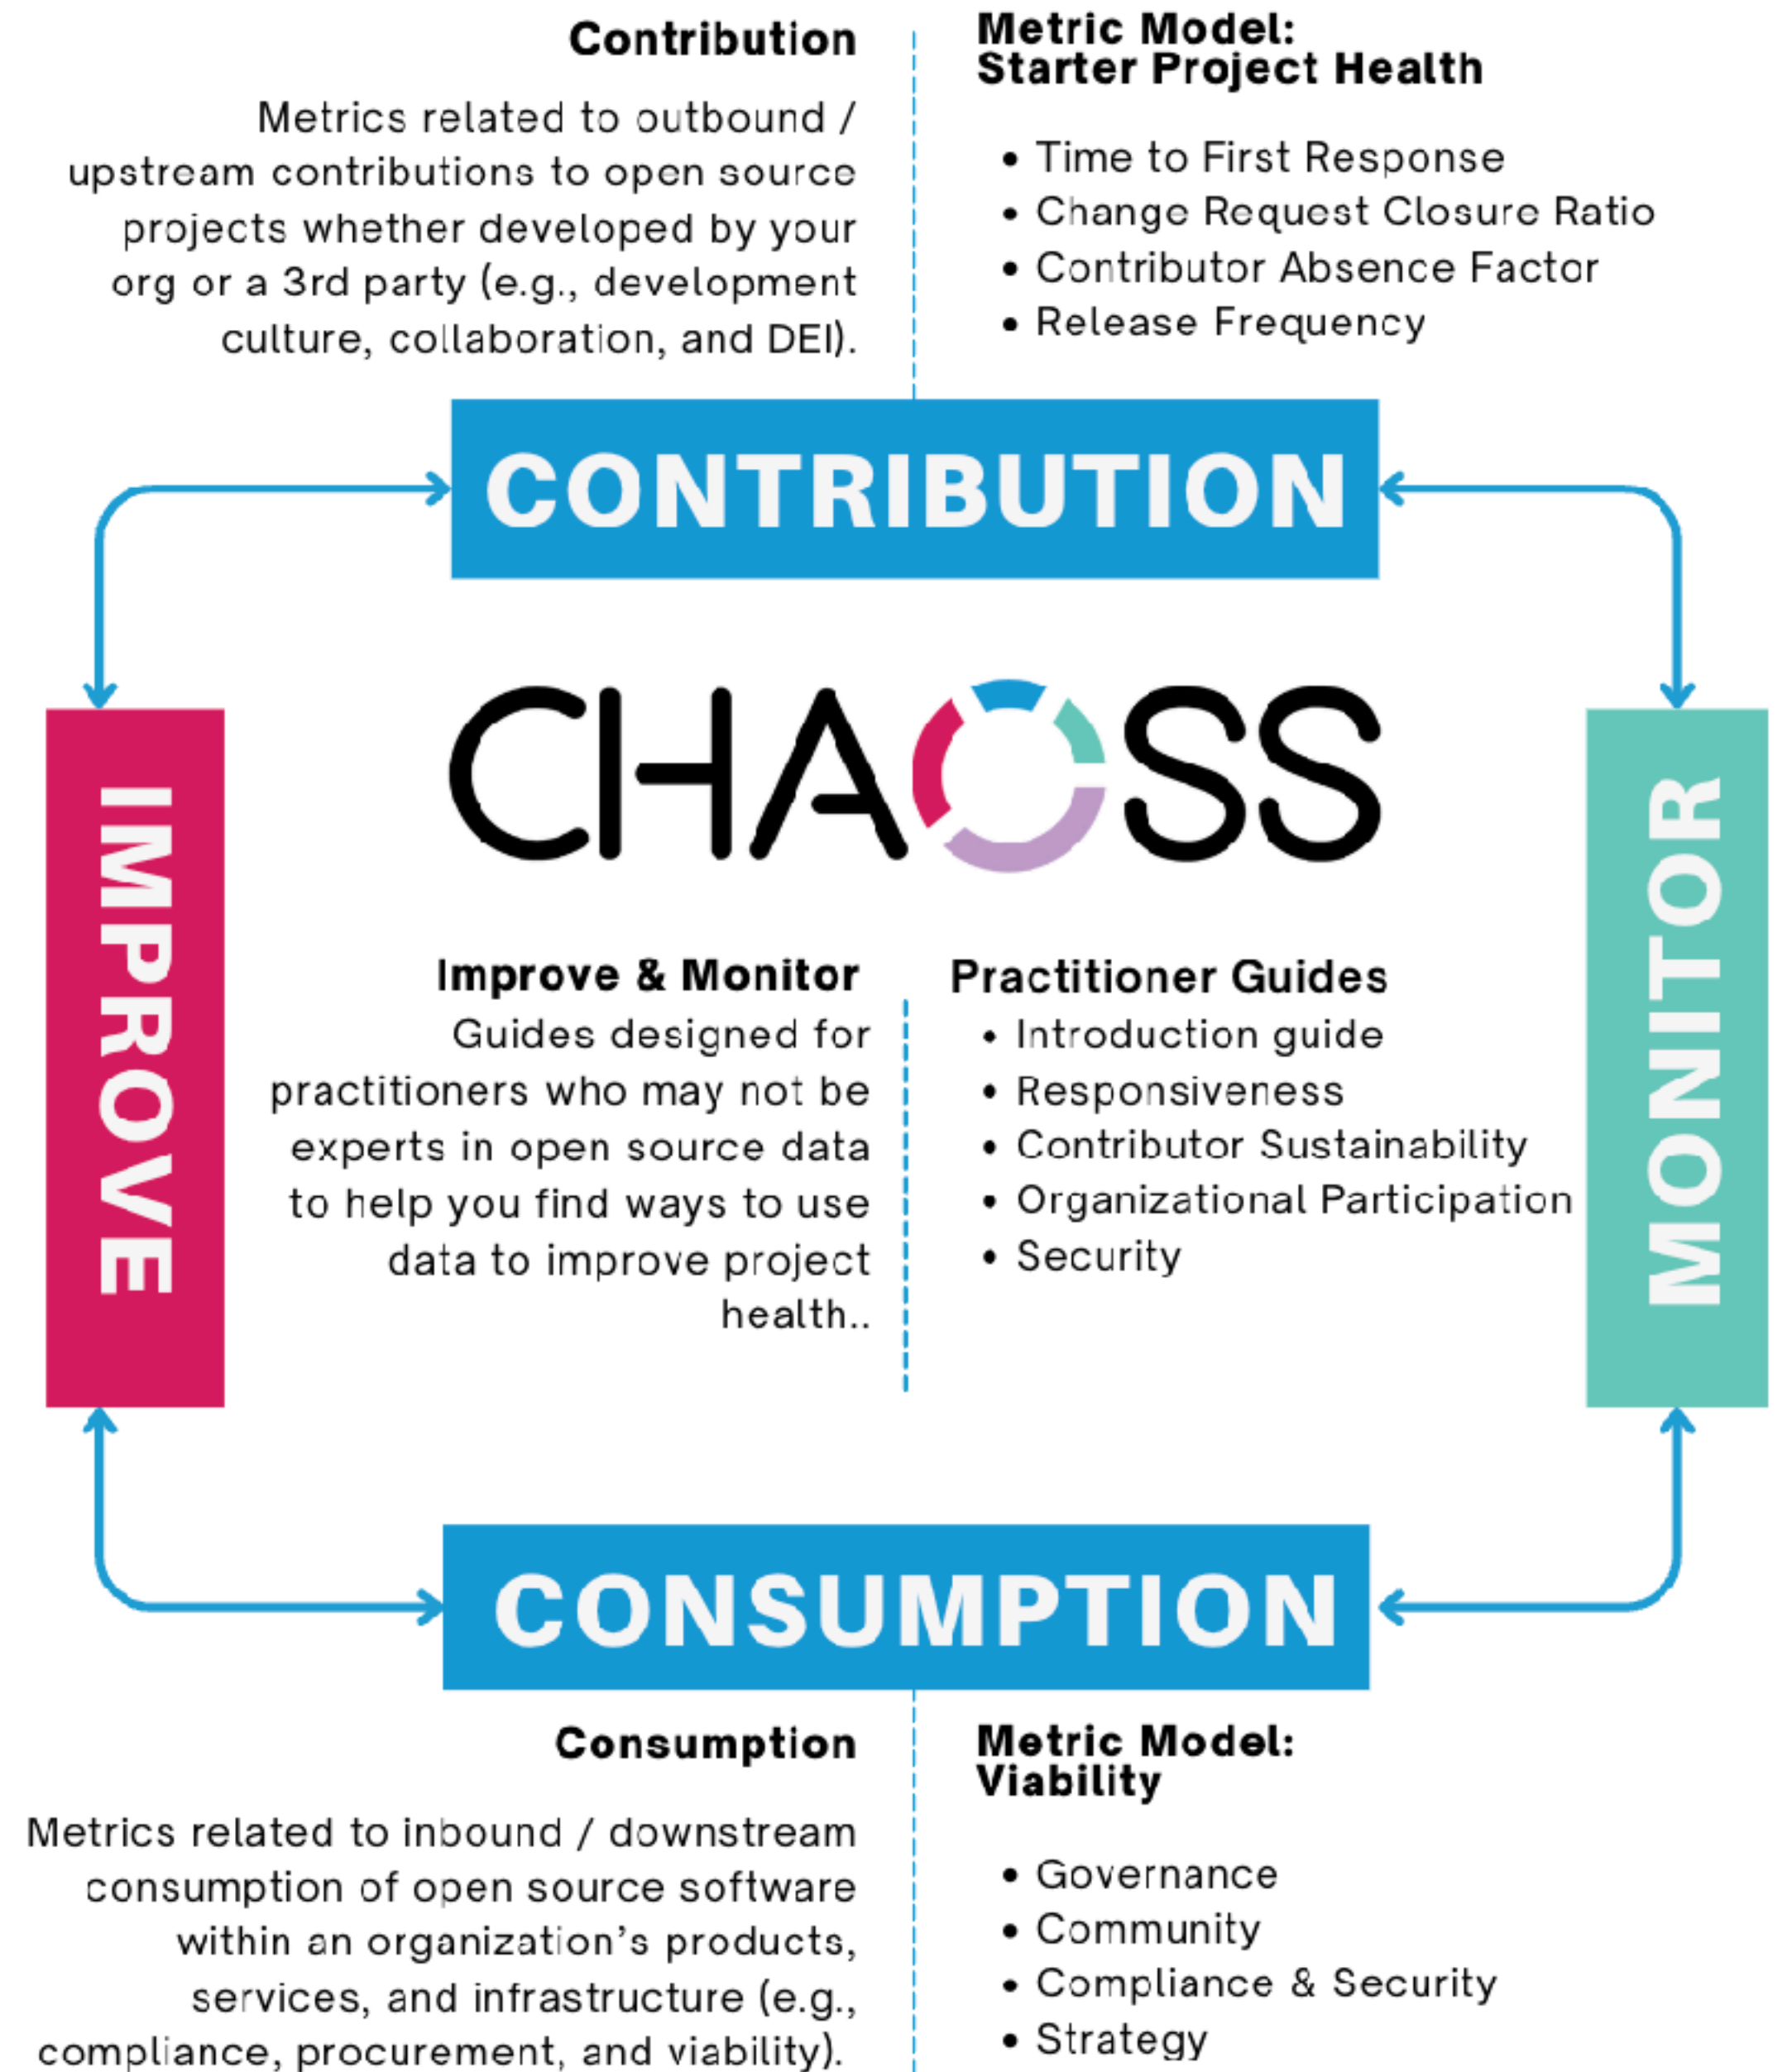 Contribution
Metrics related to outbound /
upstream contributions to open source
projects whether developed by your
org or a 3rd party (e.g., development
culture, collaboration, and DEI).
Metric Model:
Starter Project Health
• Time to First Response
• Change Request Closure Ratio
• Contributor Absence Factor
• Release Frequency
CONTRIBUTION
IMPROVE
CHAOSS
MONITOR
Improve & Monitor
Guides designed for
practitioners who may not be
experts in open source data
to help you find ways to use
data to improve project
health..
Practitioner Guides
• Introduction guide
• Responsiveness
• Contributor Sustainability
• Organizational Participation
• Security
CONSUMPTION
Consumption
Metrics related to inbound / downstream
consumption of open source software
within an organization’s products,
services, and infrastructure (e.g.,
compliance, procurement, and viability).
Metric Model:
Viability
• Governance
• Community
• Compliance & Security
• Strategy